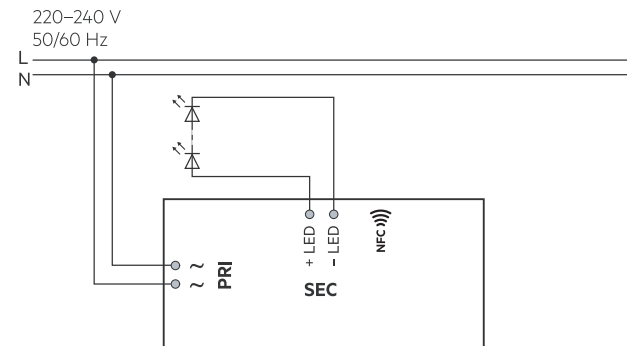 220–240 V
50/60 Hz
L
N
+ LED
– LED
NFC
~
~
PRI
SEC